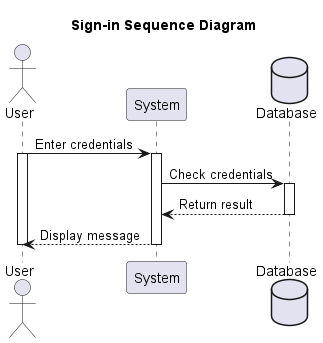 Sign-in Sequence Diagram
User
System
Database
Enter credentials
Check credentials
Return result
Display message
User
System
Database